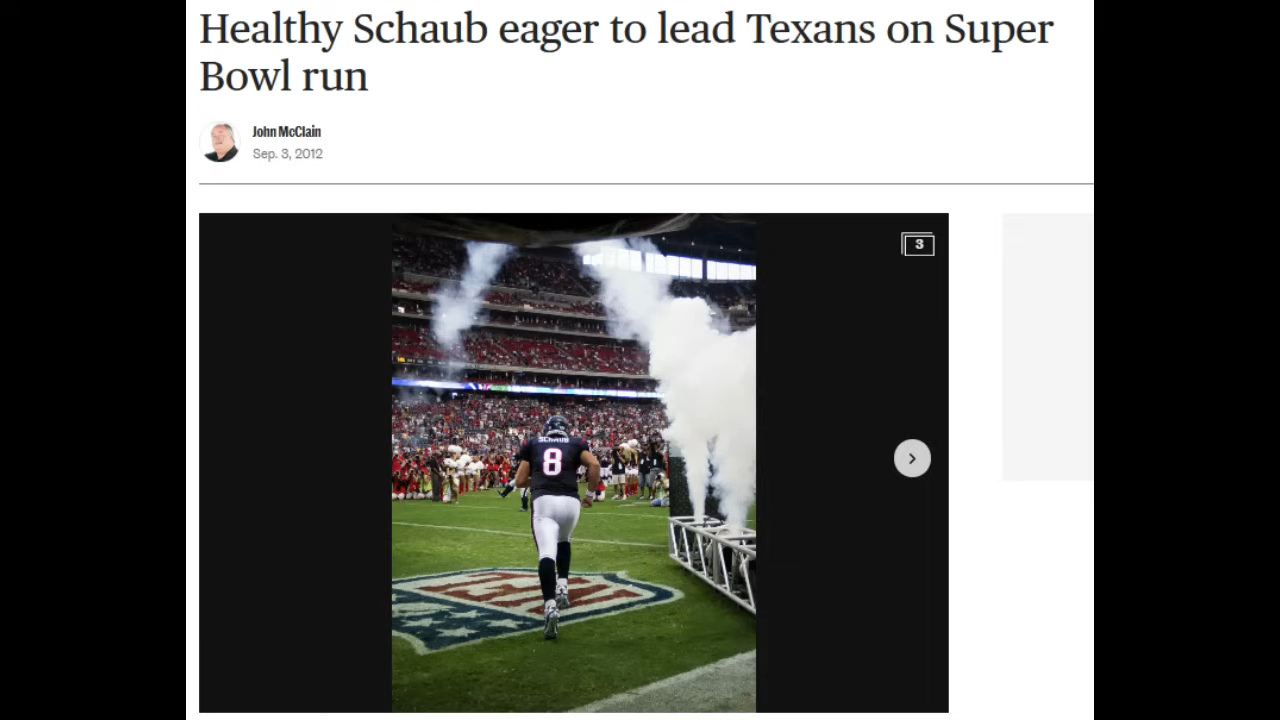 Healthy Schaub eager to lead Texans on Super
Bowl run
John McClain
Sep. 3, 2012
3
SCHAUB
8